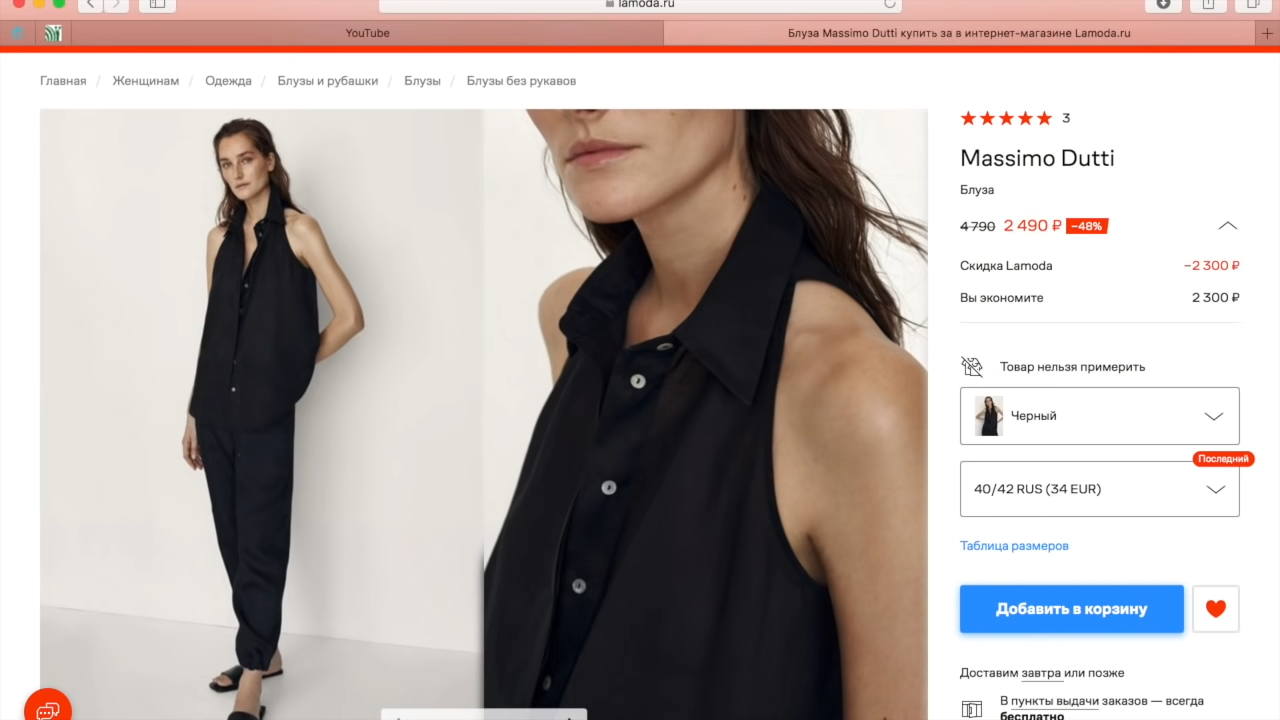 lamoda.ru
YouTube
Блуза Massimo Dutti купить за в интернет-магазине Lamoda.ru
Главная / Женщинам / Одежда / Блузы и рубашки / Блузы / Блузы без рукавов
3
Massimo Dutti
Блуза
4 790 2 490 ₽ −48%
Скидка Lamoda −2 300 ₽
Вы экономите 2 300 ₽
Товар нельзя примерить
Черный
Последний
40/42 RUS (34 EUR)
Таблица размеров
Добавить в корзину
Доставим завтра или позже
В пункты выдачи заказов — всегда
бесплатно